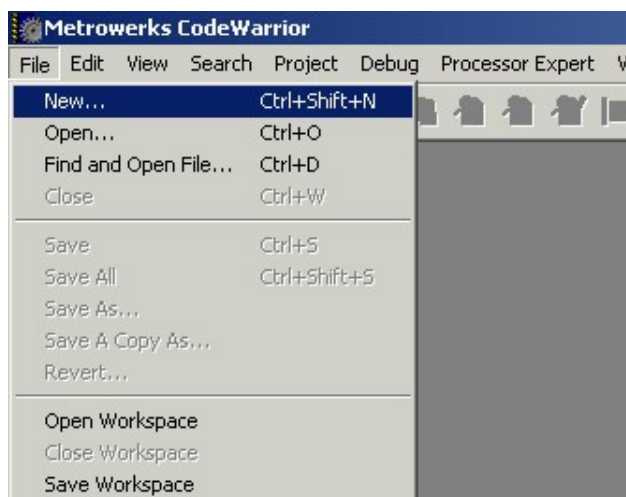 Metrowerks CodeWarrior
File Edit View Search Project Debug Processor Expert
New... Ctrl+Shift+N
Open... Ctrl+O
Find and Open File... Ctrl+D
Close Ctrl+W
Save Ctrl+S
Save All Ctrl+Shift+S
Save As...
Save A Copy As...
Revert...
Open Workspace
Close Workspace
Save Workspace